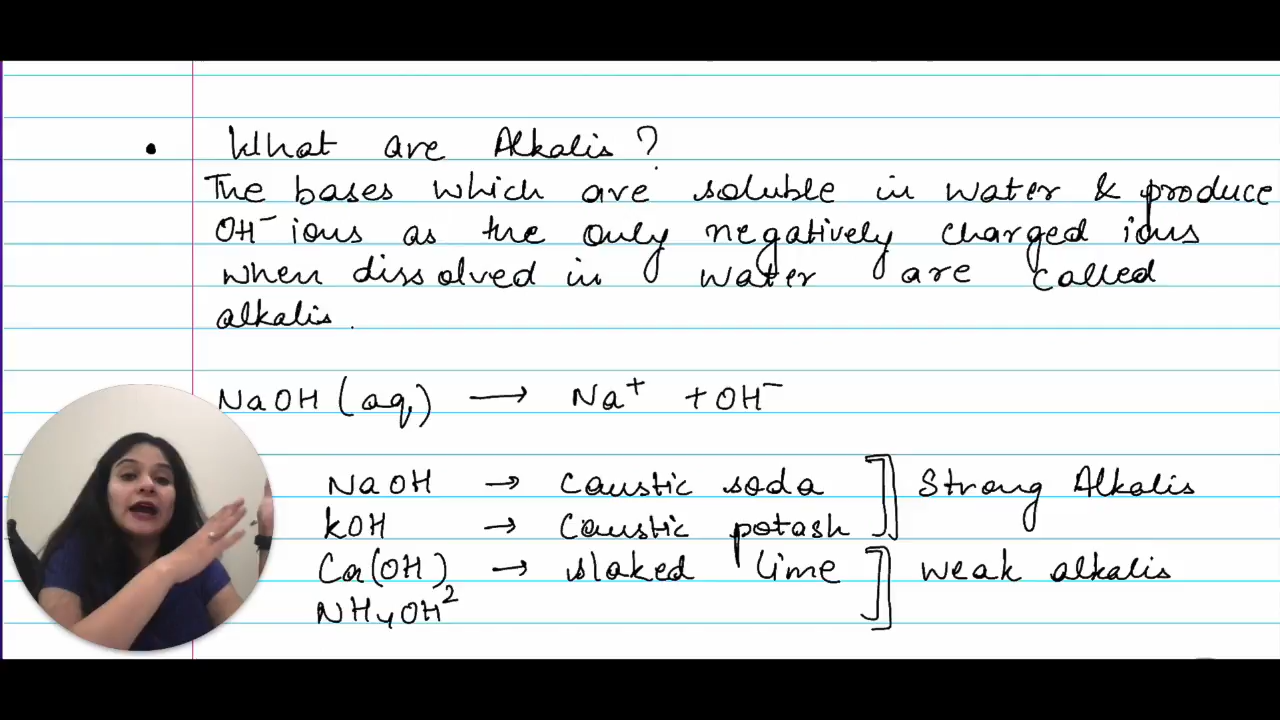 • What are Alkalis?
The bases which are soluble in water & produce
OH⁻ ions as the only negatively charged ions
when dissolved in water are called
alkalis.
NaOH (aq) → Na⁺ + OH⁻
NaOH → Caustic soda ]] Strong Alkalis
KOH → Caustic potash
Ca(OH)₂ → slaked lime ]] weak alkalis
NH₄OH